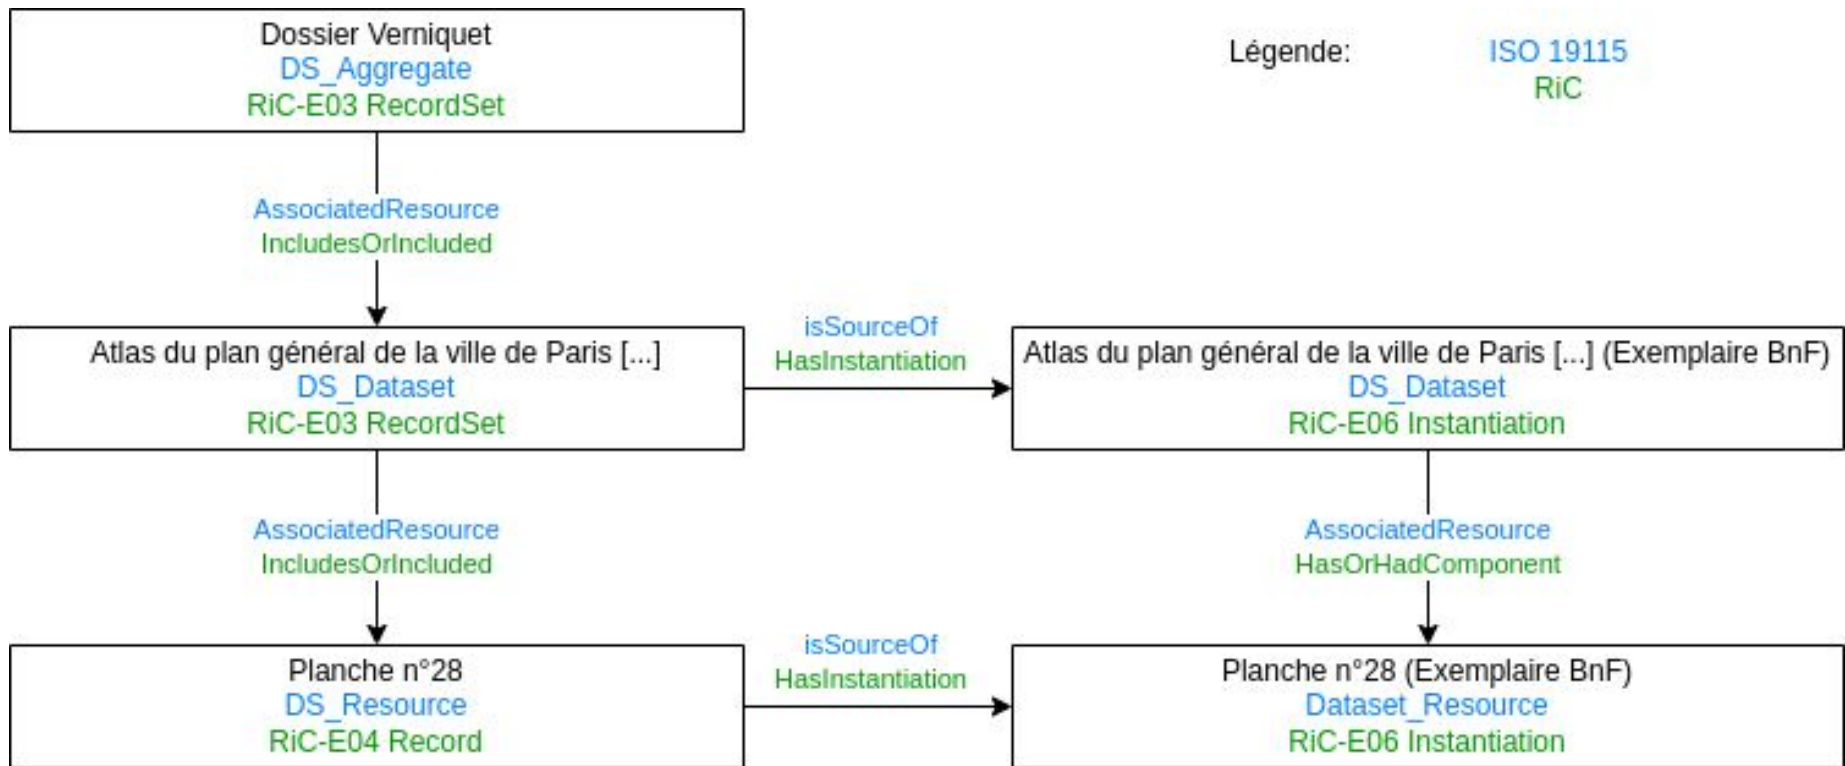 Dossier Verniquet
DS_Aggregate
RiC-E03 RecordSet
Légende:
ISO 19115
RiC
AssociatedResource
IncludesOrIncluded
Atlas du plan général de la ville de Paris [...]
DS_Dataset
RiC-E03 RecordSet
isSourceOf
HasInstantiation
Atlas du plan général de la ville de Paris [...] (Exemplaire BnF)
DS_Dataset
RiC-E06 Instantiation
AssociatedResource
IncludesOrIncluded
AssociatedResource
HasOrHadComponent
Planche n°28
DS_Resource
RiC-E04 Record
isSourceOf
HasInstantiation
Planche n°28 (Exemplaire BnF)
Dataset_Resource
RiC-E06 Instantiation